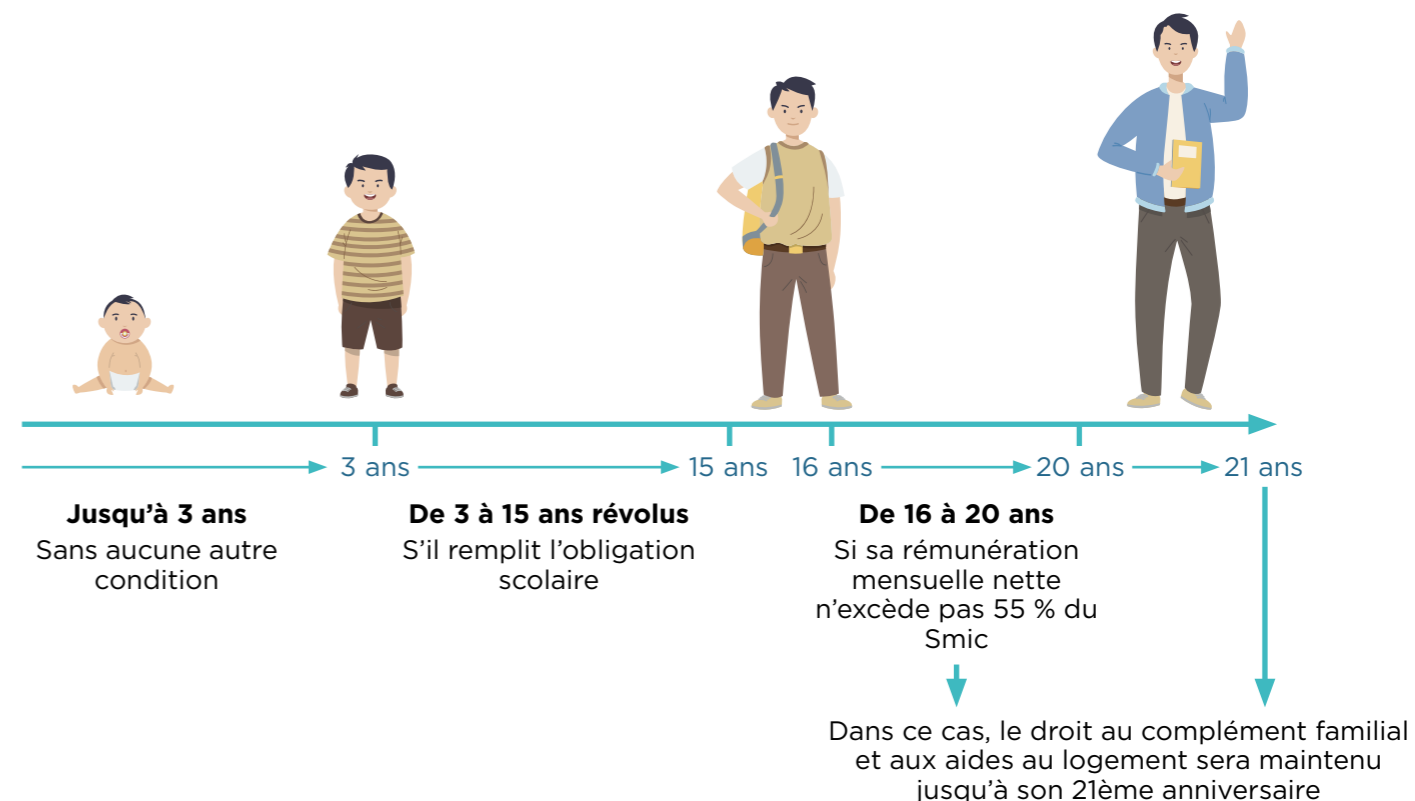 3 ans
15 ans
16 ans
20 ans
21 ans
Jusqu'à 3 ans
Sans aucune autre
condition
De 3 à 15 ans révolus
S'il remplit l'obligation
scolaire
De 16 à 20 ans
Si sa rémunération
mensuelle nette
n'excède pas 55 % du
Smic
Dans ce cas, le droit au complément familial
et aux aides au logement sera maintenu
jusqu'à son 21ème anniversaire